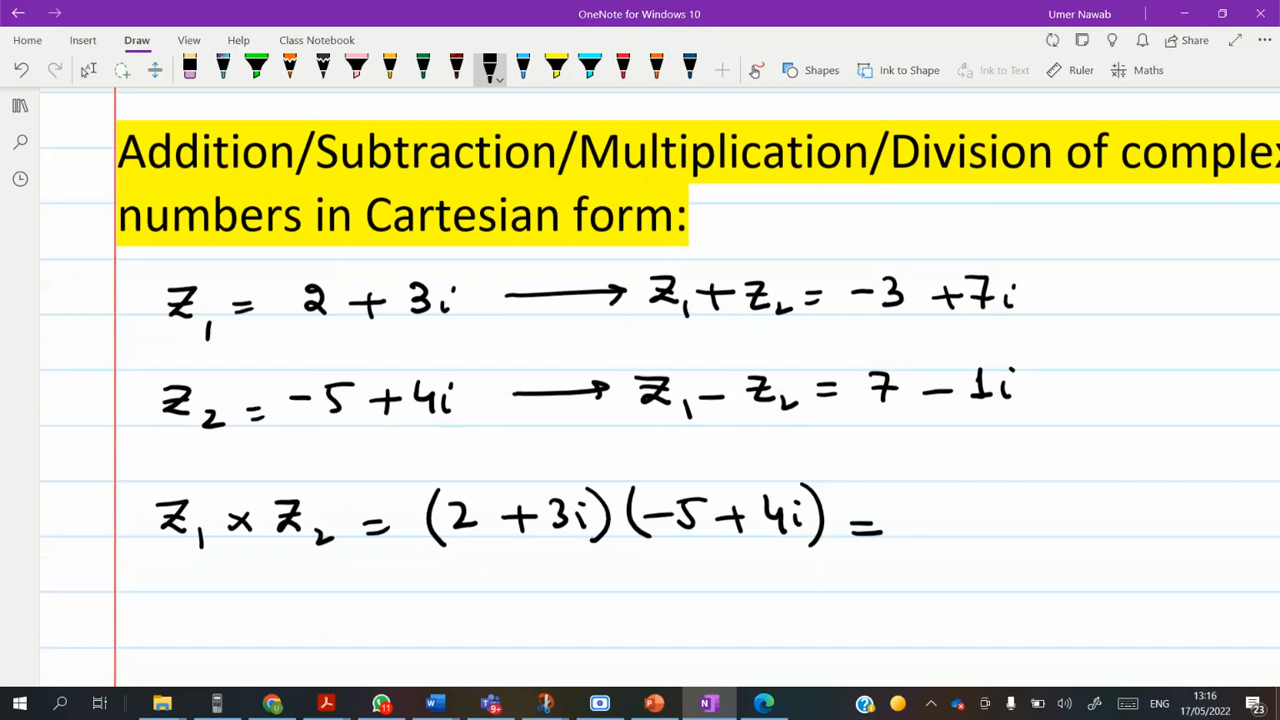 OneNote for Windows 10
Umer Nawab
Home Insert Draw View Help Class Notebook
Share
Shapes Ink to Shape Ink to Text Ruler Maths
Addition/Subtraction/Multiplication/Division of complex
numbers in Cartesian form:
z₁ = 2 + 3i ⟶ z₁ + z₂ = -3 + 7i
z₂ = -5 + 4i ⟶ z₁ - z₂ = 7 - 1i
z₁ × z₂ = (2 + 3i)(-5 + 4i) =
11
9+
ENG
13:16
17/05/2022
23